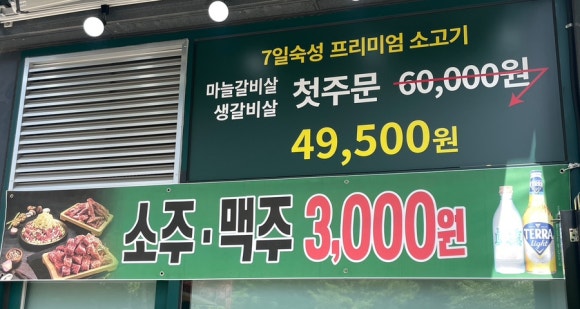 7일숙성 프리미엄 소고기
마늘갈비살
생갈비살
첫주문 60,000원
49,500원
소주·맥주 3,000원
TERRA
light